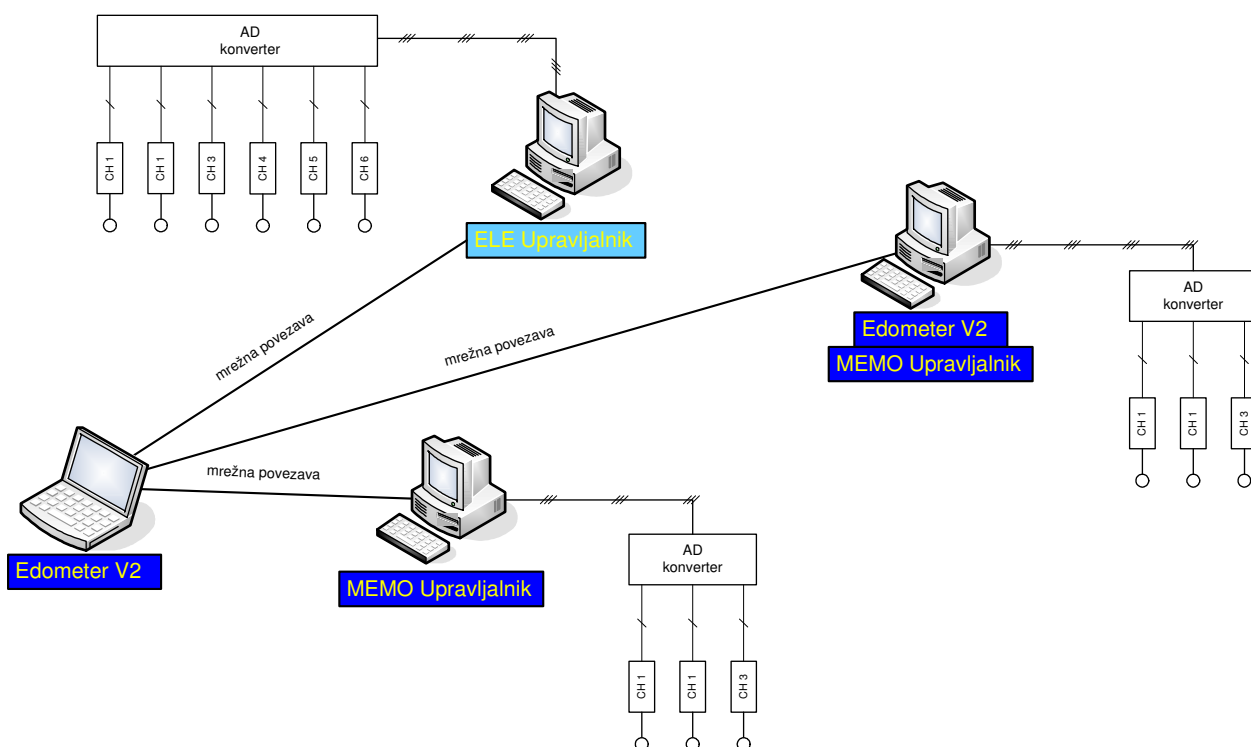 AD
konverter
CH 1
CH 1
CH 3
CH 4
CH 5
CH 6
ELE Upravljalnik
mrežna povezava
mrežna povezava
Edometer V2
MEMO Upravljalnik
AD
konverter
CH 1
CH 1
CH 3
mrežna povezava
Edometer V2
MEMO Upravljalnik
AD
konverter
CH 1
CH 1
CH 3